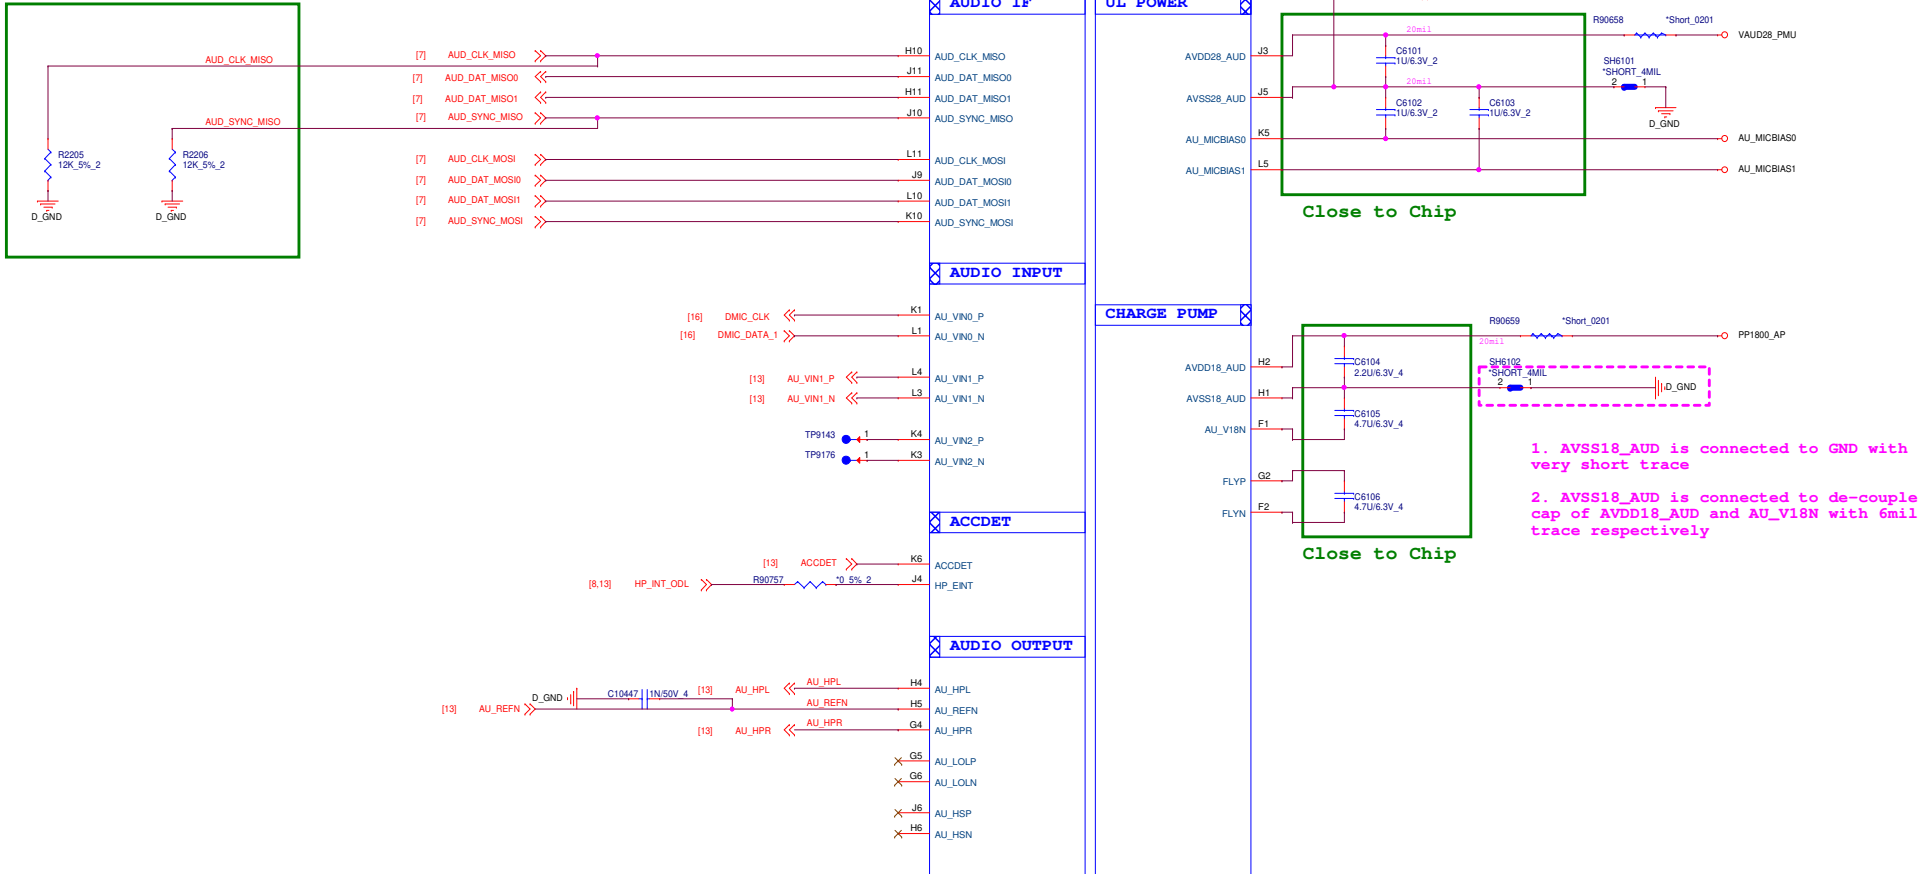 AUDIO IF
UL POWER
AUD_CLK_MISO
AUD_SYNC_MISO
R2205
12K_5%_2
R2206
12K_5%_2
D_GND
D_GND
[7] AUD_CLK_MISO H10 AUD_CLK_MISO
[7] AUD_DAT_MISO0 J11 AUD_DAT_MISO0
[7] AUD_DAT_MISO1 H11 AUD_DAT_MISO1
[7] AUD_SYNC_MISO J10 AUD_SYNC_MISO
[7] AUD_CLK_MOSI L11 AUD_CLK_MOSI
[7] AUD_DAT_MOSI0 J9 AUD_DAT_MOSI0
[7] AUD_DAT_MOSI1 L10 AUD_DAT_MOSI1
[7] AUD_SYNC_MOSI K10 AUD_SYNC_MOSI
AVDD28_AUD J3
AVSS28_AUD J5
AU_MICBIAS0 K5
AU_MICBIAS1 L5
20mil
C6101
1U/6.3V_2
20mil
C6102
1U/6.3V_2
C6103
1U/6.3V_2
R90658 *Short_0201
VAUD28_PMU
SH6101
*SHORT_4MIL
2 1
D_GND
AU_MICBIAS0
AU_MICBIAS1
Close to Chip
AUDIO INPUT
[16] DMIC_CLK K1 AU_VIN0_P
[16] DMIC_DATA_1 L1 AU_VIN0_N
[13] AU_VIN1_P L4 AU_VIN1_P
[13] AU_VIN1_N L3 AU_VIN1_N
TP9143 1 K4 AU_VIN2_P
TP9176 1 K3 AU_VIN2_N
CHARGE PUMP
AVDD18_AUD H2
AVSS18_AUD H1
AU_V18N F1
FLYP G2
FLYN F2
C6104
2.2U/6.3V_4
C6105
4.7U/6.3V_4
C6106
4.7U/6.3V_4
R90659 *Short_0201
PP1800_AP
20mil
SH6102
*SHORT_4MIL
2 1
D_GND
Close to Chip
1. AVSS18_AUD is connected to GND with
very short trace
2. AVSS18_AUD is connected to de-couple
cap of AVDD18_AUD and AU_V18N with 6mil
trace respectively
ACCDET
[13] ACCDET K6 ACCDET
[8,13] HP_INT_ODL R90757 *0_5%_2 J4 HP_EINT
AUDIO OUTPUT
D_GND C10447 1N/50V_4
[13] AU_HPL AU_HPL H4 AU_HPL
[13] AU_REFN AU_REFN H5 AU_REFN
[13] AU_HPR AU_HPR G4 AU_HPR
G5 AU_LOLP
G6 AU_LOLN
J6 AU_HSP
H6 AU_HSN